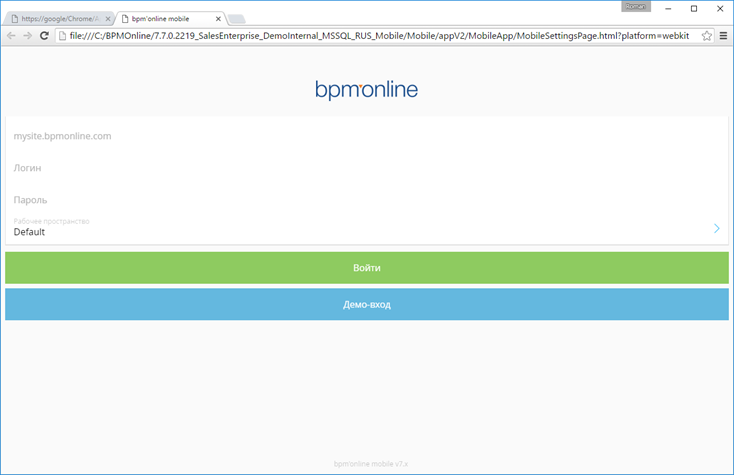 Roman
https://google/Chrome/A
bpm'online mobile
file:///C:/BPMOnline/7.7.0.2219_SalesEnterprise_DemoInternal_MSSQL_RUS_Mobile/Mobile/appV2/MobileApp/MobileSettingsPage.html?platform=webkit
bpm'online
mysite.bpmonline.com
Логин
Пароль
Рабочее пространство
Default
Войти
Демо-вход
bpm'online mobile v7.x